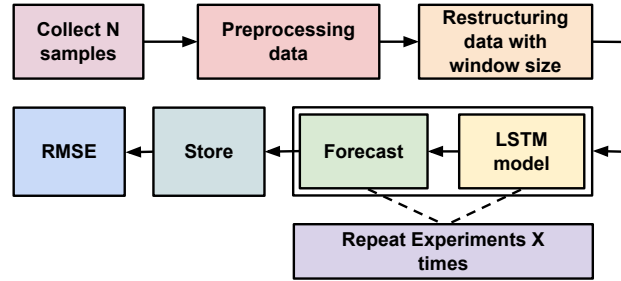 Collect N
samples
Preprocessing
data
Restructuring
data with
window size
RMSE
Store
Forecast
LSTM
model
Repeat Experiments X
times